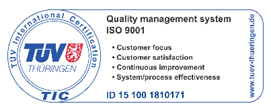 TÜV International Certification
TÜV
THÜRINGEN
TIC
Quality management system
ISO 9001
• Customer focus
• Customer satisfaction
• Continuous improvement
• System/process effectiveness
ID 15 100 1810171
www.tuev-thueringen.de